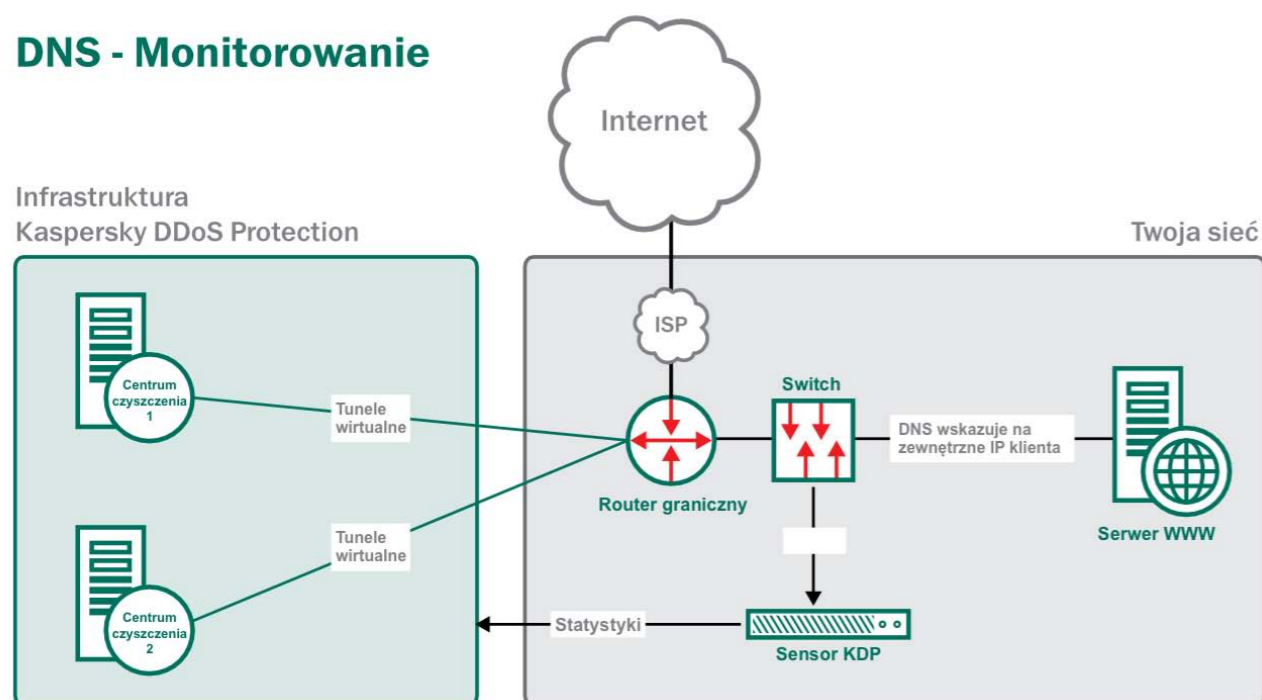 DNS - Monitorowanie
Internet
Infrastruktura
Kaspersky DDoS Protection
Twoja sieć
ISP
Centrum
czyszczenia
1
Tunele
wirtualne
Switch
DNS wskazuje na
zewnętrzne IP klienta
Router graniczny
Serwer WWW
Tunele
wirtualne
Centrum
czyszczenia
2
Statystyki
Sensor KDP